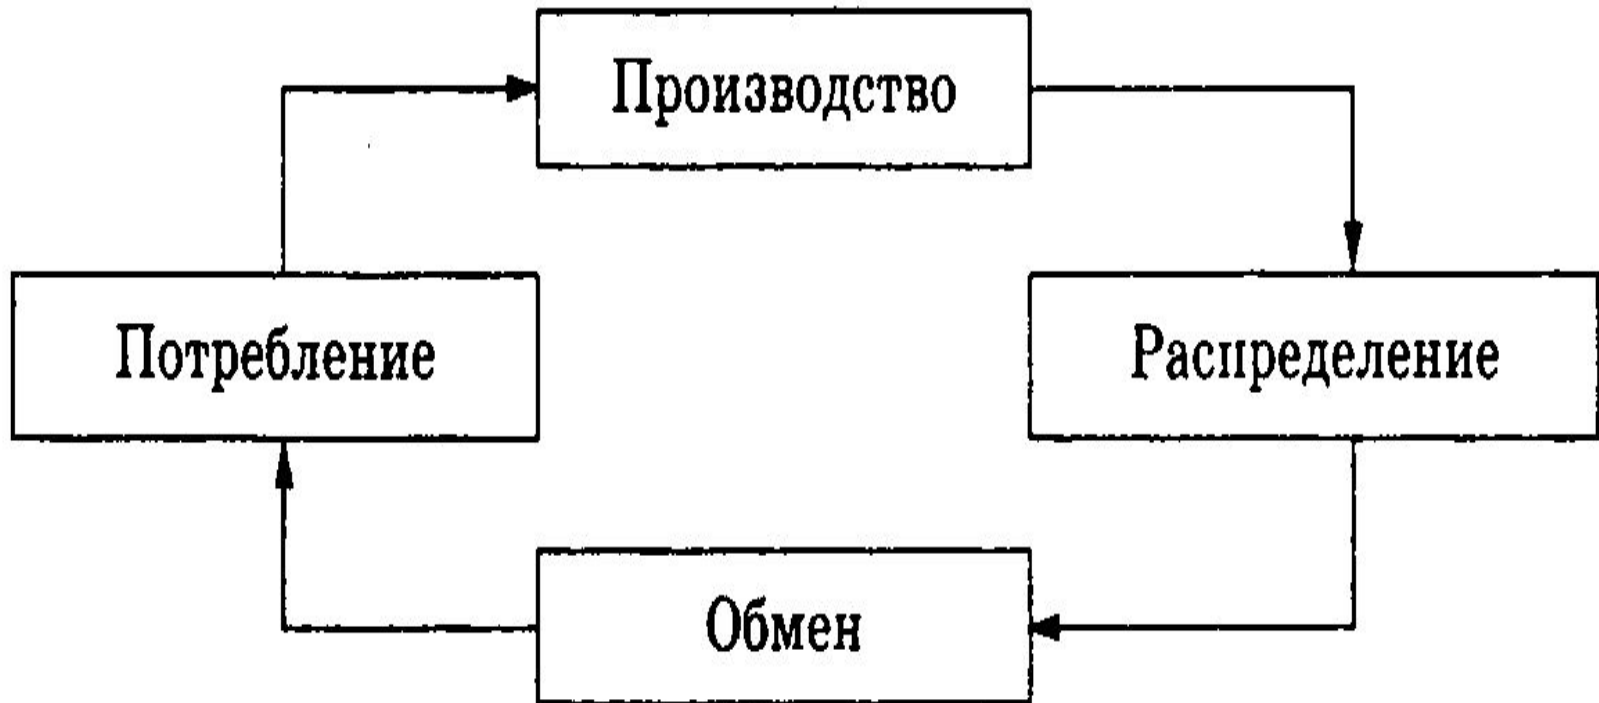 Производство
Потребление
Распределение
Обмен